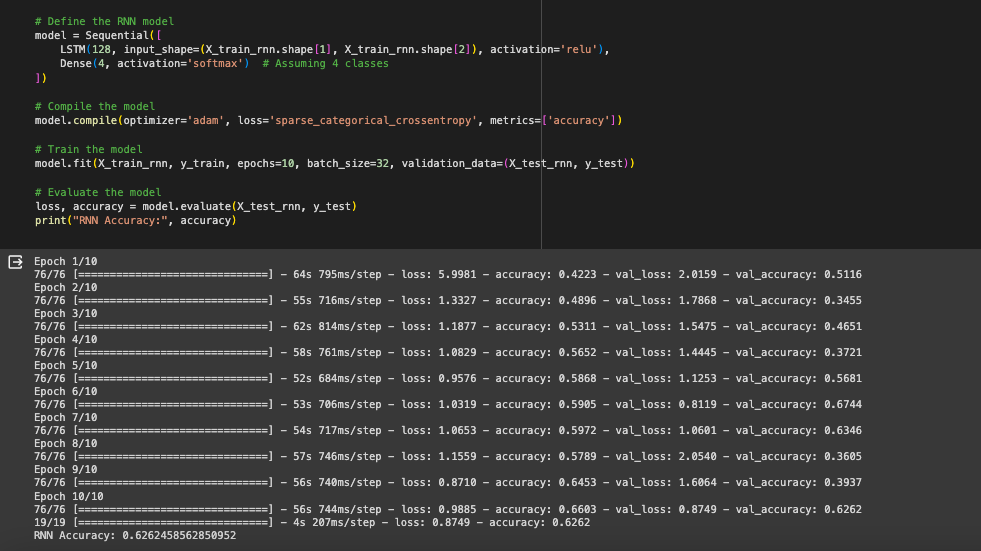 # Define the RNN model
model = Sequential([
    LSTM(128, input_shape=(X_train_rnn.shape[1], X_train_rnn.shape[2]), activation='relu'),
    Dense(4, activation='softmax')  # Assuming 4 classes
])
# Compile the model
model.compile(optimizer='adam', loss='sparse_categorical_crossentropy', metrics=['accuracy'])
# Train the model
model.fit(X_train_rnn, y_train, epochs=10, batch_size=32, validation_data=(X_test_rnn, y_test))
# Evaluate the model
loss, accuracy = model.evaluate(X_test_rnn, y_test)
print("RNN Accuracy:", accuracy)
Epoch 1/10
76/76 [==============================] - 64s 795ms/step - loss: 5.9981 - accuracy: 0.4223 - val_loss: 2.0159 - val_accuracy: 0.5116
Epoch 2/10
76/76 [==============================] - 55s 716ms/step - loss: 1.3327 - accuracy: 0.4896 - val_loss: 1.7868 - val_accuracy: 0.3455
Epoch 3/10
76/76 [==============================] - 62s 814ms/step - loss: 1.1877 - accuracy: 0.5311 - val_loss: 1.5475 - val_accuracy: 0.4651
Epoch 4/10
76/76 [==============================] - 58s 761ms/step - loss: 1.0829 - accuracy: 0.5652 - val_loss: 1.4445 - val_accuracy: 0.3721
Epoch 5/10
76/76 [==============================] - 52s 684ms/step - loss: 0.9576 - accuracy: 0.5868 - val_loss: 1.1253 - val_accuracy: 0.5681
Epoch 6/10
76/76 [==============================] - 53s 706ms/step - loss: 1.0319 - accuracy: 0.5905 - val_loss: 0.8119 - val_accuracy: 0.6744
Epoch 7/10
76/76 [==============================] - 54s 717ms/step - loss: 1.0653 - accuracy: 0.5972 - val_loss: 1.0601 - val_accuracy: 0.6346
Epoch 8/10
76/76 [==============================] - 57s 746ms/step - loss: 1.1559 - accuracy: 0.5789 - val_loss: 2.0540 - val_accuracy: 0.3605
Epoch 9/10
76/76 [==============================] - 56s 740ms/step - loss: 0.8710 - accuracy: 0.6453 - val_loss: 1.6064 - val_accuracy: 0.3937
Epoch 10/10
76/76 [==============================] - 56s 744ms/step - loss: 0.9885 - accuracy: 0.6603 - val_loss: 0.8749 - val_accuracy: 0.6262
19/19 [==============================] - 4s 207ms/step - loss: 0.8749 - accuracy: 0.6262
RNN Accuracy: 0.6262458562850952